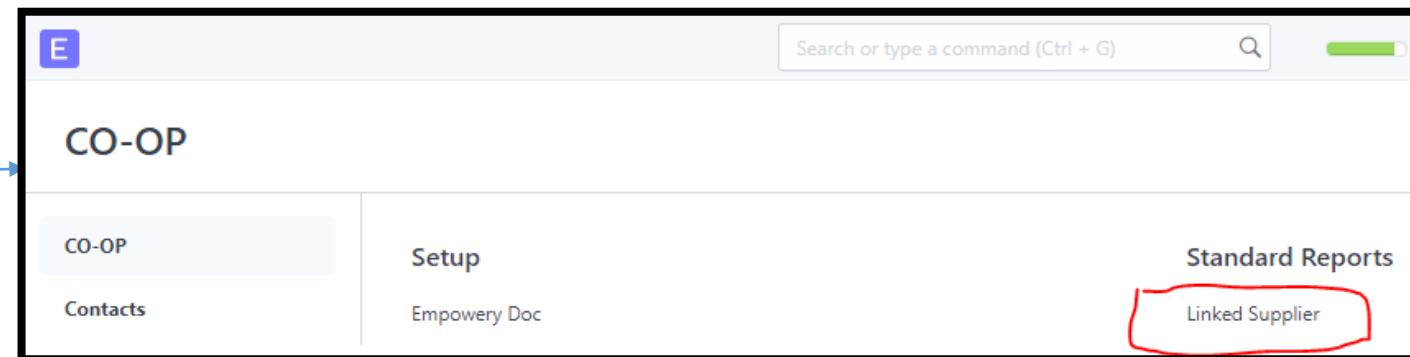 E
Search or type a command (Ctrl + G)
CO-OP
CO-OP
Contacts
Setup
Empowery Doc
Standard Reports
Linked Supplier